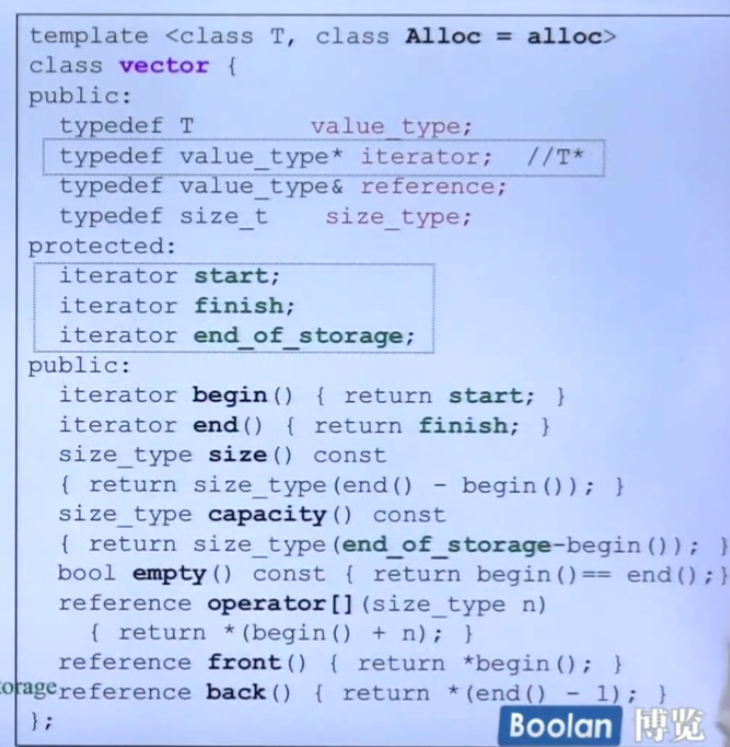 template <class T, class Alloc = alloc>
class vector {
public:
  typedef T        value_type;
  typedef value_type* iterator;  //T*
  typedef value_type& reference;
  typedef size_t    size_type;
protected:
  iterator start;
  iterator finish;
  iterator end_of_storage;
public:
  iterator begin() { return start; }
  iterator end() { return finish; }
  size_type size() const
  { return size_type(end() - begin()); }
  size_type capacity() const
  { return size_type(end_of_storage-begin()); }
  bool empty() const { return begin()== end();}
  reference operator[](size_type n)
    { return *(begin() + n); }
  reference front() { return *begin(); }
orage
  reference back() { return *(end() - 1); }
};
Boolan 博览